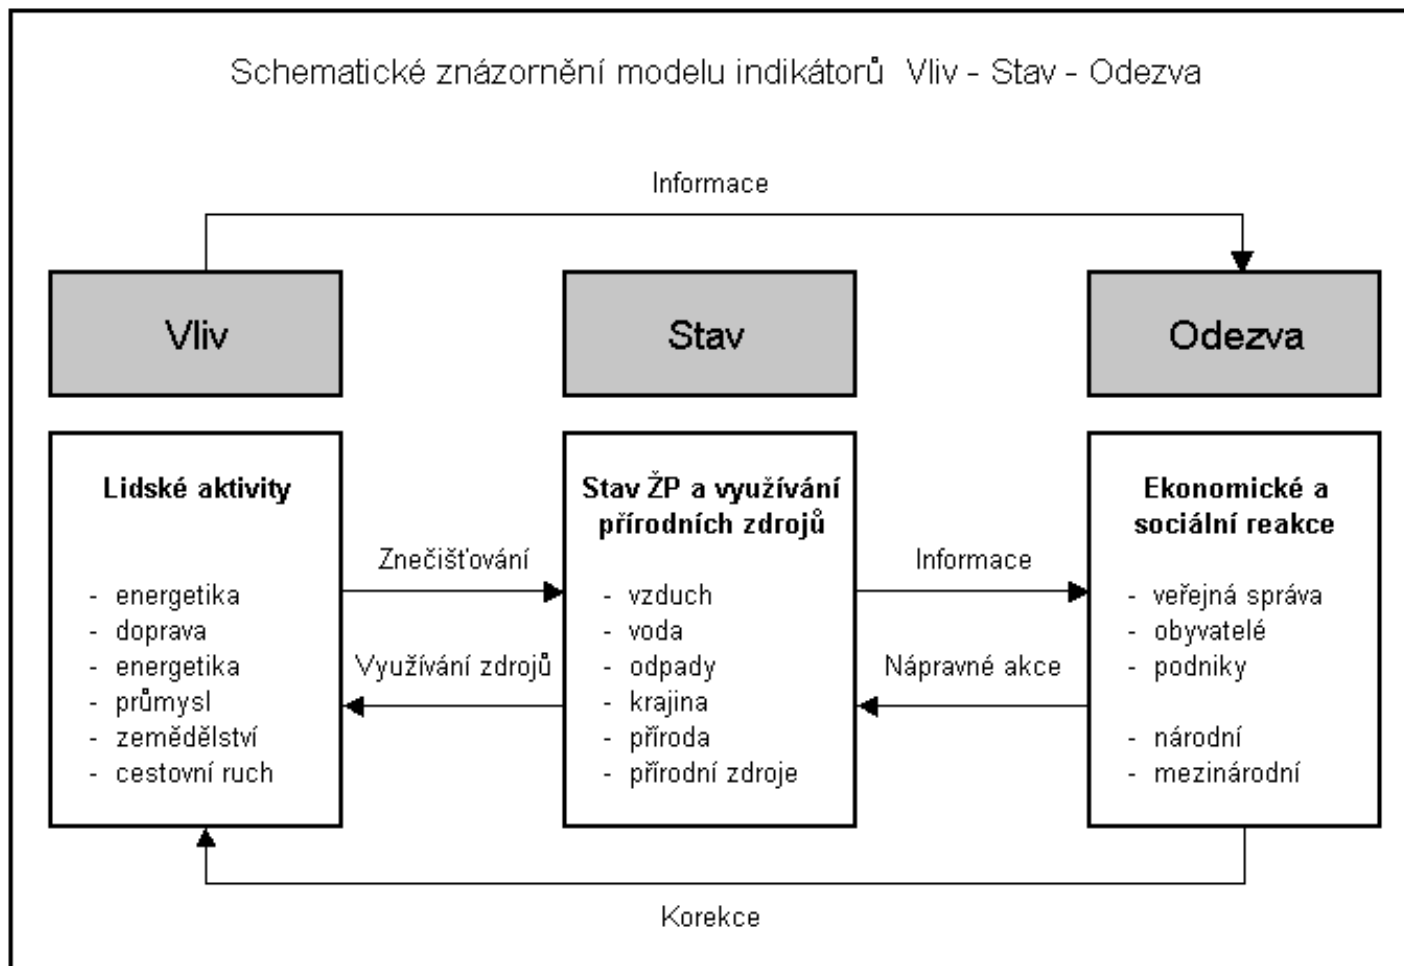 Schematické znázornění modelu indikátorů Vliv - Stav - Odezva
Informace
Vliv
Stav
Odezva
Lidské aktivity
- energetika
- doprava
- energetika
- průmysl
- zemědělství
- cestovní ruch
Znečišťování
Využívání zdrojů
Stav ŽP a využívání
přírodních zdrojů
- vzduch
- voda
- odpady
- krajina
- příroda
- přírodní zdroje
Informace
Nápravné akce
Ekonomické a
sociální reakce
- veřejná správa
- obyvatelé
- podniky
- národní
- mezinárodní
Korekce